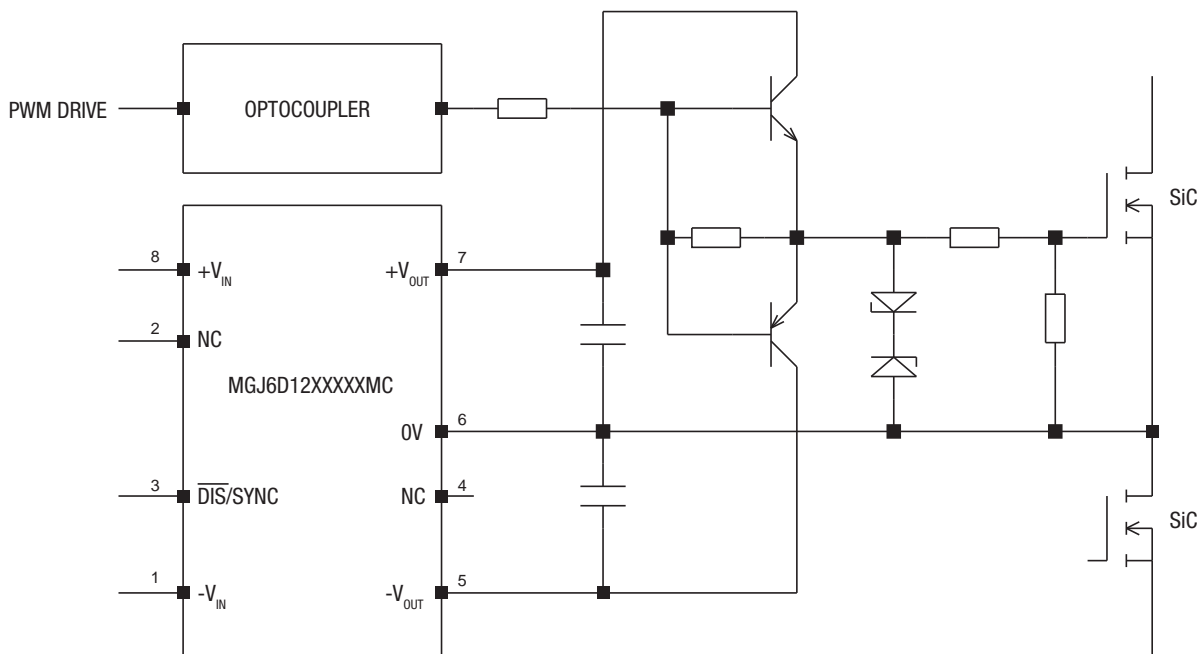 PWM DRIVE
OPTOCOUPLER
SiC
8
+VIN
+VOUT
7
2
NC
MGJ6D12XXXXXMC
0V
6
3
DIS/SYNC
NC
4
SiC
1
-VIN
-VOUT
5